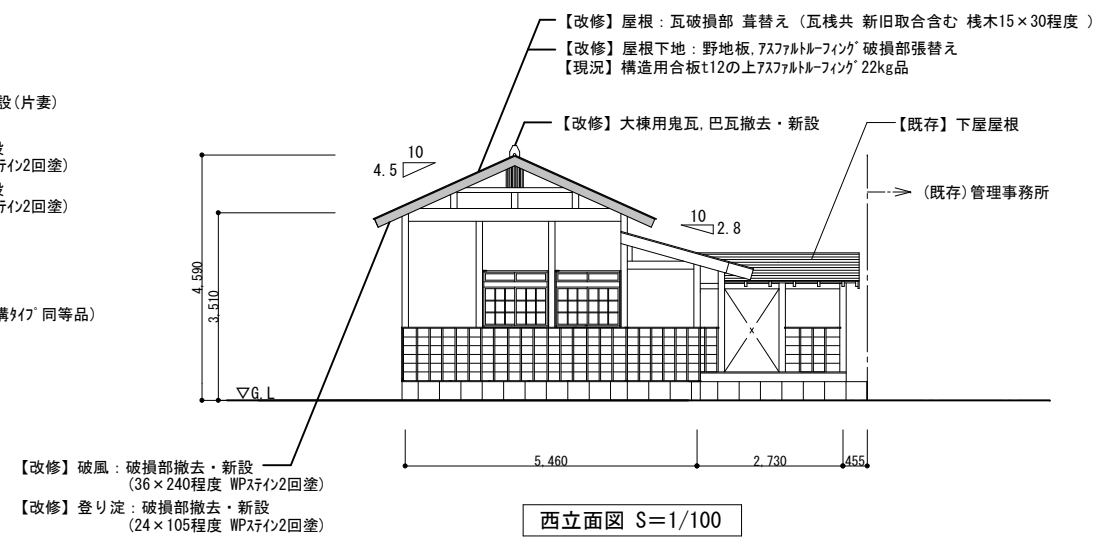 【改修】屋根：瓦破損部 葺替え（瓦桟共 新旧取合含む 桟木15×30程度 ）
【改修】屋根下地：野地板,ｱｽﾌｧﾙﾄﾙｰﾌｨﾝｸﾞ破損部張替え
【現況】構造用合板t12の上ｱｽﾌｧﾙﾄﾙｰﾌｨﾝｸﾞ22kg品
設(片妻)
【改修】大棟用鬼瓦,巴瓦撤去・新設
【既存】下屋屋根
設
ｽﾃｲﾝ2回塗)
設
ｽﾃｲﾝ2回塗)
10
4.5
(既存)管理事務所
10
2.8
4,590
3,510
溝ﾀｲﾌﾟ同等品)
x
▽G.L
【改修】破風：破損部撤去・新設
(36×240程度 WPｽﾃｲﾝ2回塗)
【改修】登り淀：破損部撤去・新設
(24×105程度 WPｽﾃｲﾝ2回塗)
5,460
2,730
455
西立面図 S=1/100